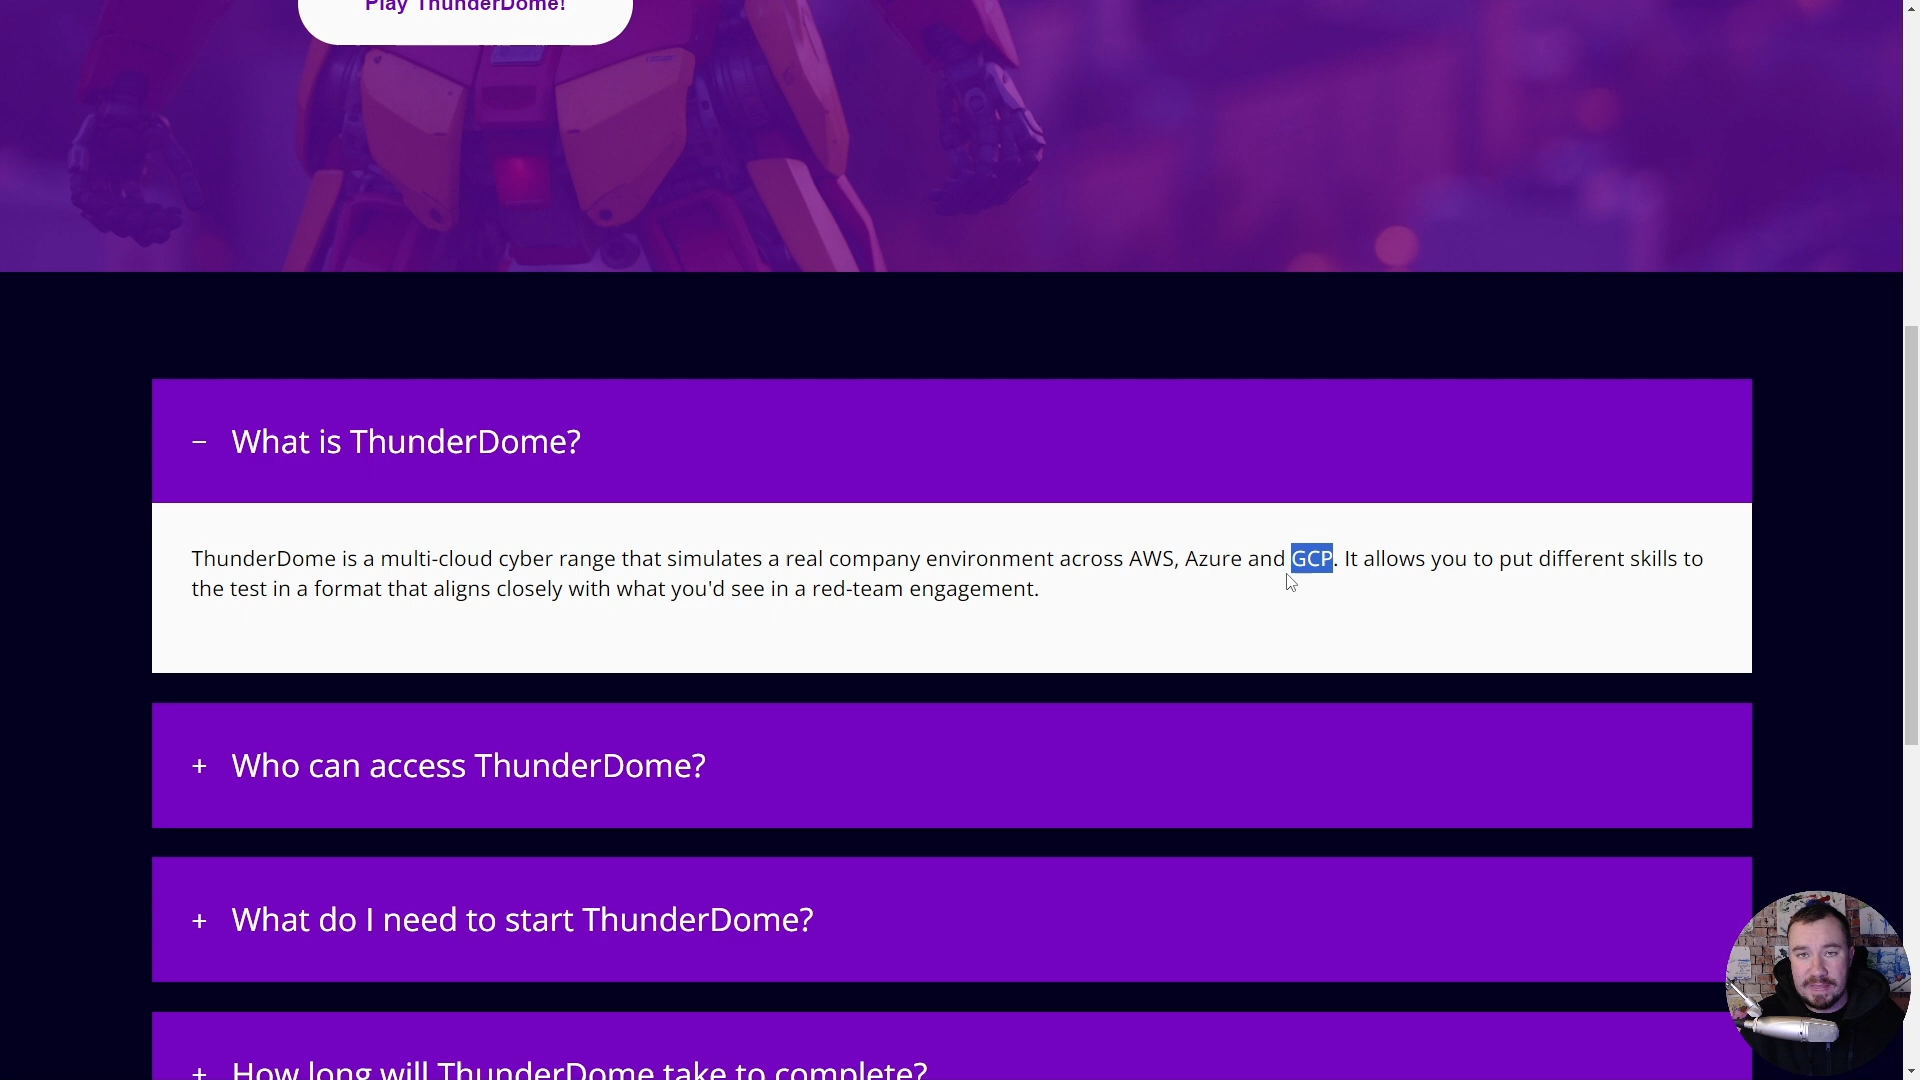 Play ThunderDome!
− What is ThunderDome?
ThunderDome is a multi-cloud cyber range that simulates a real company environment across AWS, Azure and GCP. It allows you to put different skills to
the test in a format that aligns closely with what you'd see in a red-team engagement.
+ Who can access ThunderDome?
+ What do I need to start ThunderDome?
+ How long will ThunderDome take to complete?